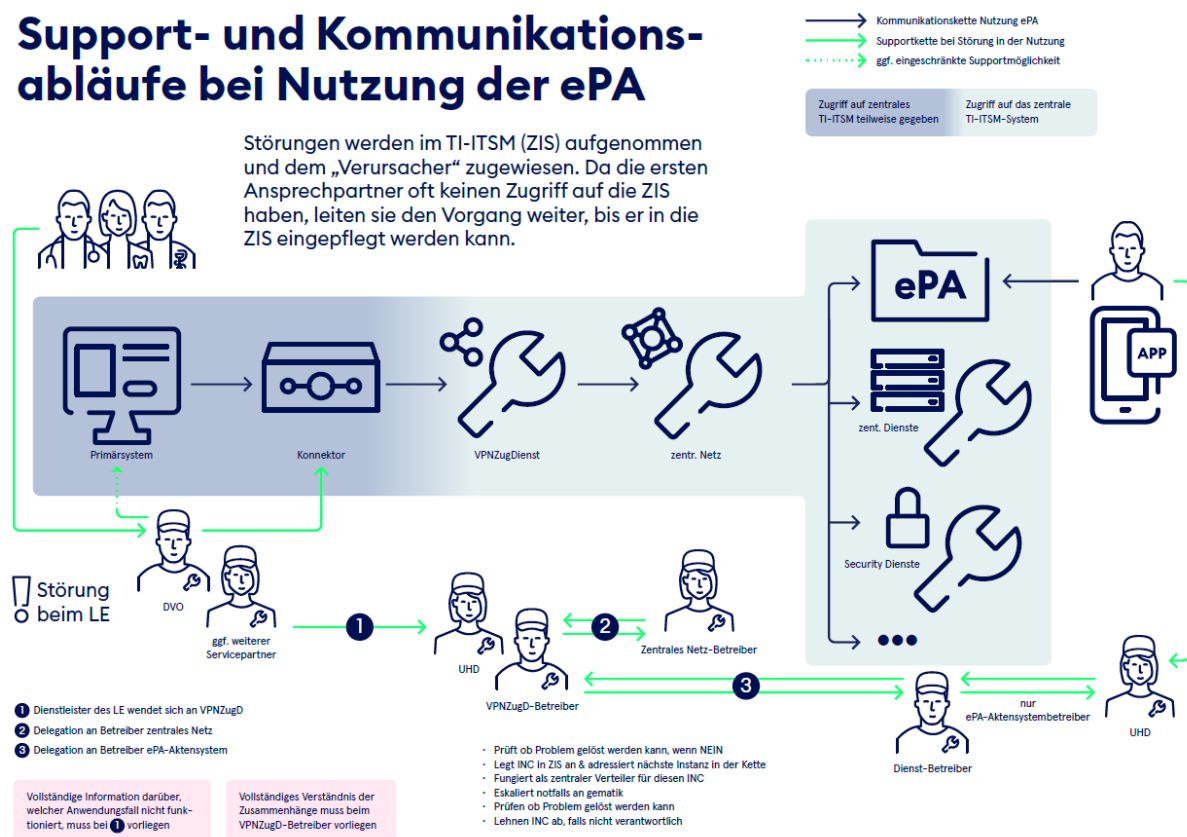 Support- und Kommunikations-
abläufe bei Nutzung der ePA
Kommunikationskette Nutzung ePA
Supportkette bei Störung in der Nutzung
ggf. eingeschränkte Supportmöglichkeit
Zugriff auf zentrales
TI-ITSM teilweise gegeben
Zugriff auf das zentrale
TI-ITSM-System
Störungen werden im TI-ITSM (ZIS) aufgenommen
und dem „Verursacher“ zugewiesen. Da die ersten
Ansprechpartner oft keinen Zugriff auf die ZIS
haben, leiten sie den Vorgang weiter, bis er in die
ZIS eingepflegt werden kann.
ePA
APP
zent. Dienste
Primärsystem
Konnektor
VPNZugDienst
zentr. Netz
Security Dienste
! Störung
beim LE
DVO
ggf. weiterer
Servicepartner
1
UHD
VPNZugD-Betreiber
2
Zentrales Netz-Betreiber
3
Dienst-Betreiber
nur
ePA-Aktensystembetreiber
UHD
1 Dienstleister des LE wendet sich an VPNZugD
2 Delegation an Betreiber zentrales Netz
3 Delegation an Betreiber ePA-Aktensystem
Vollständige Information darüber,
welcher Anwendungsfall nicht funk-
tioniert, muss bei 1 vorliegen
Vollständiges Verständnis der
Zusammenhänge muss beim
VPNZugD-Betreiber vorliegen
· Prüft ob Problem gelöst werden kann, wenn NEIN
· Legt INC in ZIS an & adressiert nächste Instanz in der Kette
· Fungiert als zentraler Verteiler für diesen INC
· Eskaliert notfalls an gematik
· Prüfen ob Problem gelöst werden kann
· Lehnen INC ab, falls nicht verantwortlich